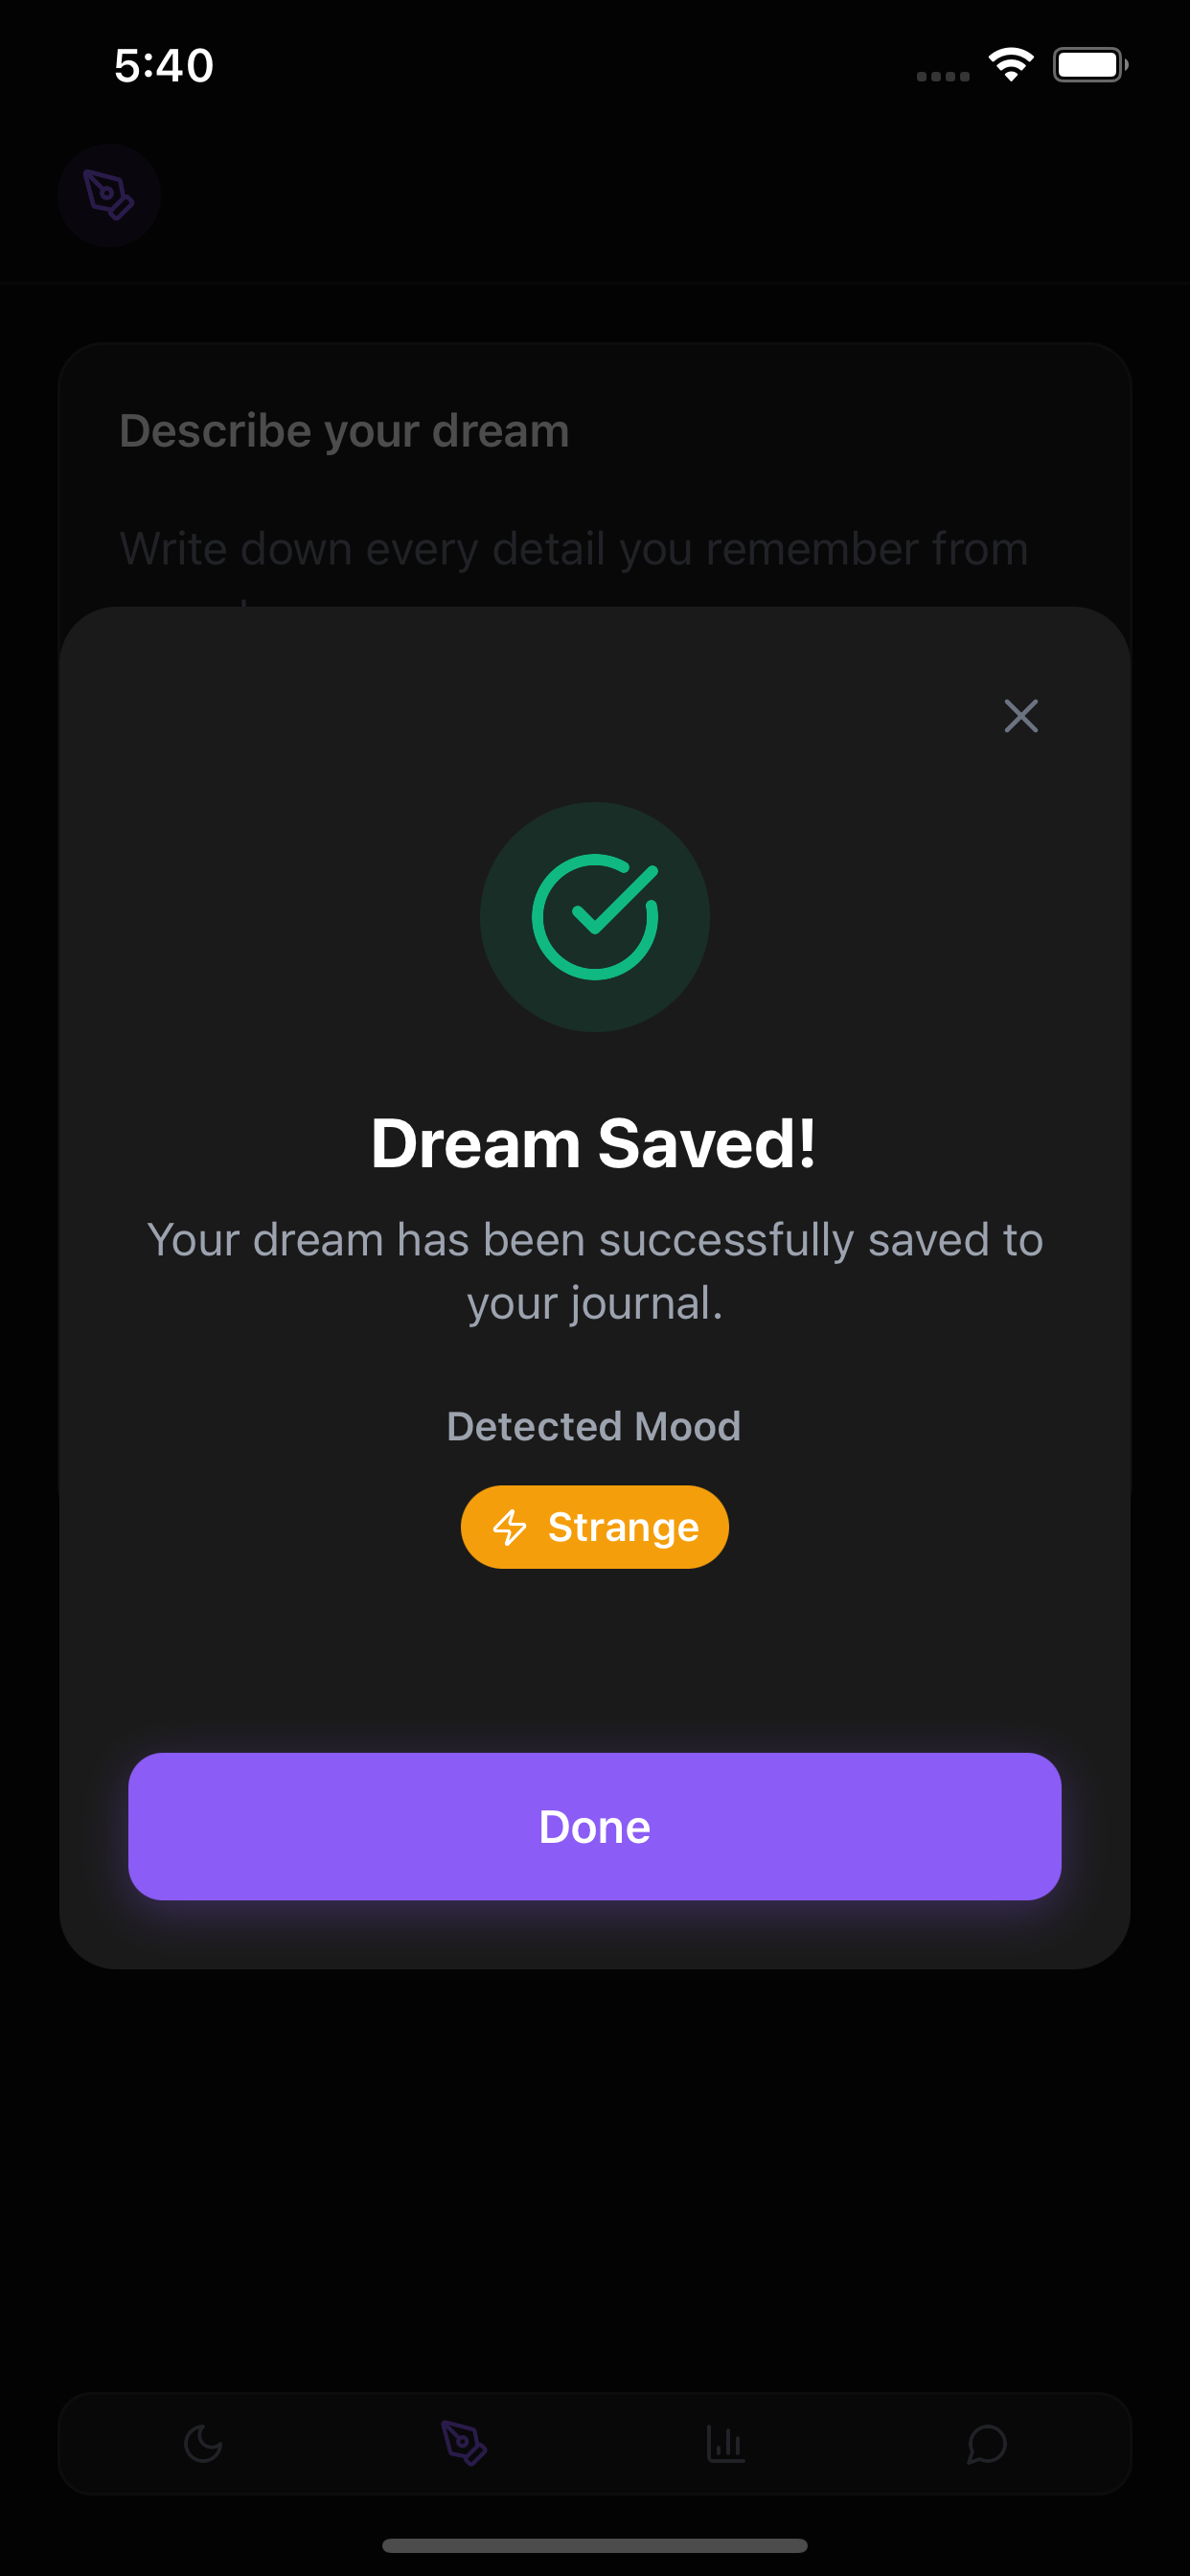 5:40
Describe your dream
Write down every detail you remember from
Dream Saved!
Your dream has been successfully saved to
your journal.
Detected Mood
Strange
Done